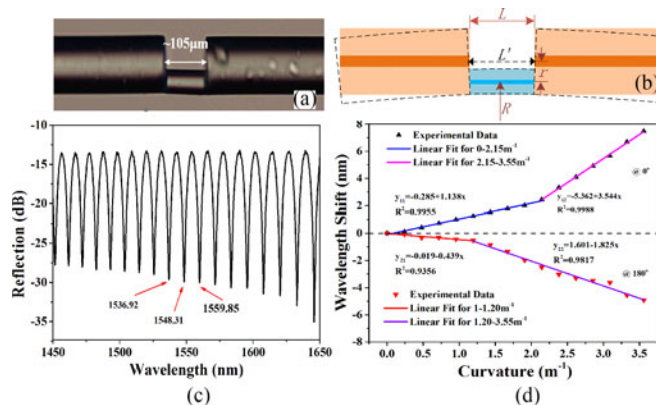 ~105μm
(a)
L
L'
r
R
(b)
-10
-15
-20
-25
-30
-35
Reflection (dB)
1536.92
1548.31
1559.85
1450 1500 1550 1600 1650
Wavelength (nm)
(c)
8
6
4
2
0
-2
-4
-6
Wavelength Shift (nm)
Experimental Data
Linear Fit for 0-2.15m⁻¹
Linear Fit for 2.15-3.55m⁻¹
@ 0°
y₁₁=-0.285+1.138x
R²=0.9955
y₁₂=-5.362+3.544x
R²=0.9988
y₂₁=-0.019-0.439x
R²=0.9356
y₂₂=1.601-1.825x
R²=0.9817
@ 180°
Experimental Data
Linear Fit for 1-1.20m⁻¹
Linear Fit for 1.20-3.55m⁻¹
0.0 0.5 1.0 1.5 2.0 2.5 3.0 3.5
Curvature (m⁻¹)
(d)